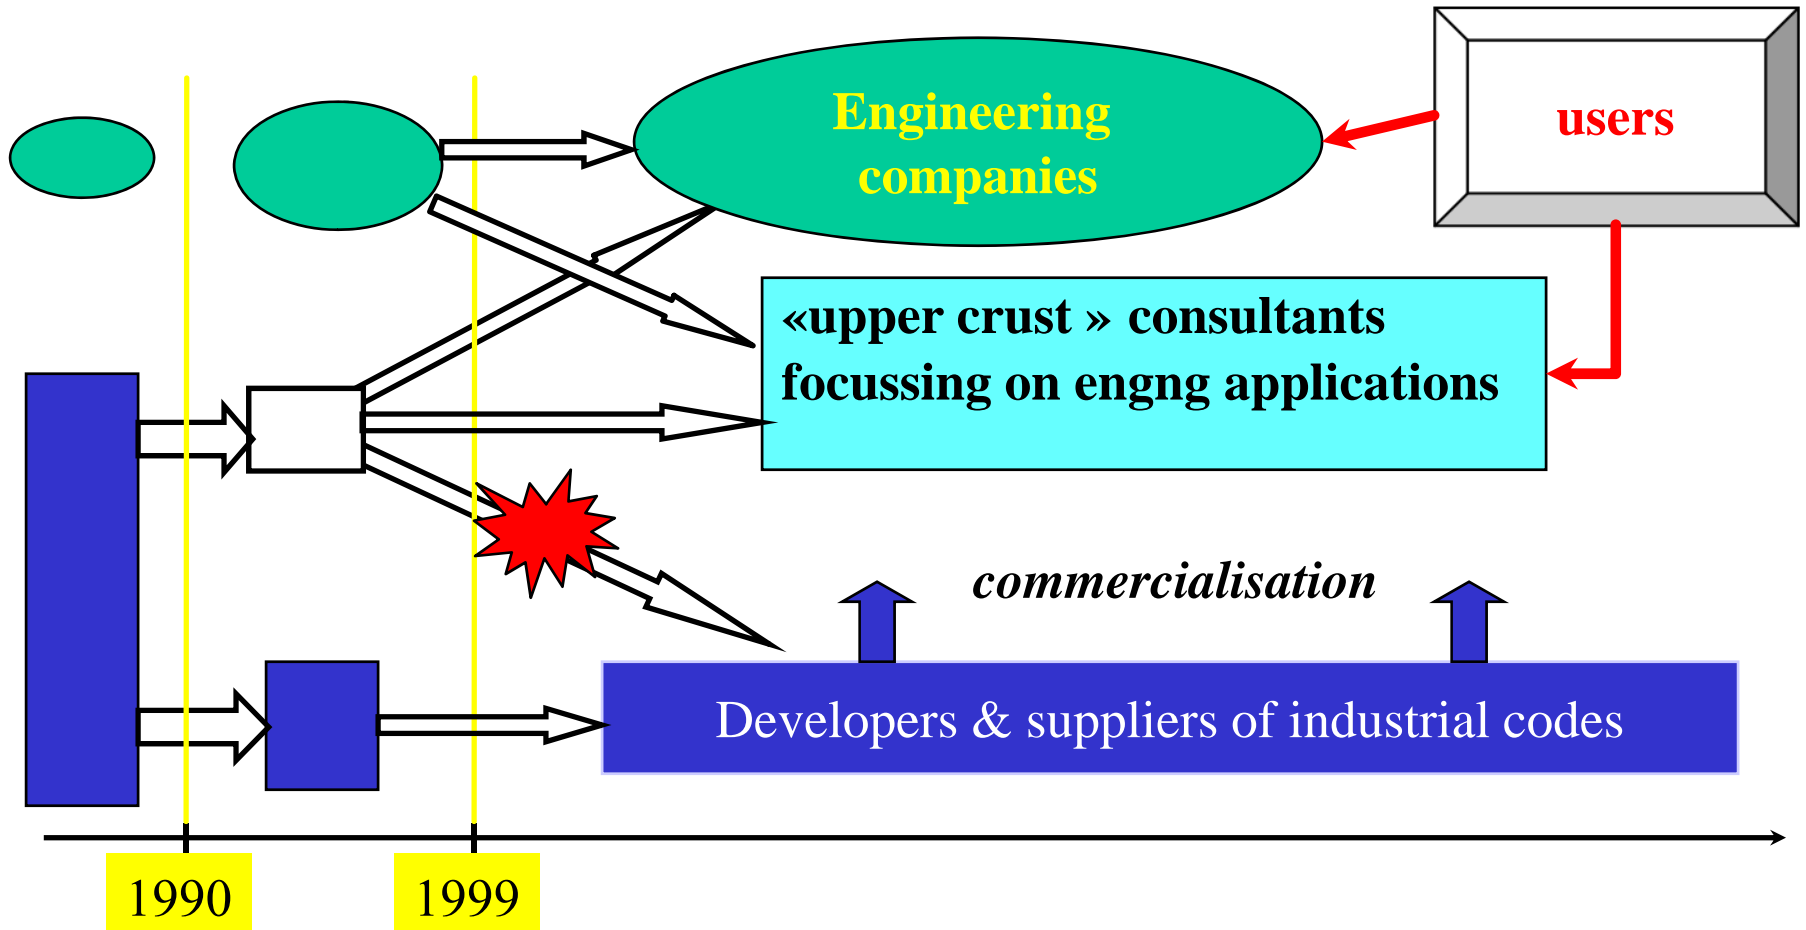 Engineering
companies
users
«upper crust » consultants
focussing on engng applications
commercialisation
Developers & suppliers of industrial codes
1990
1999